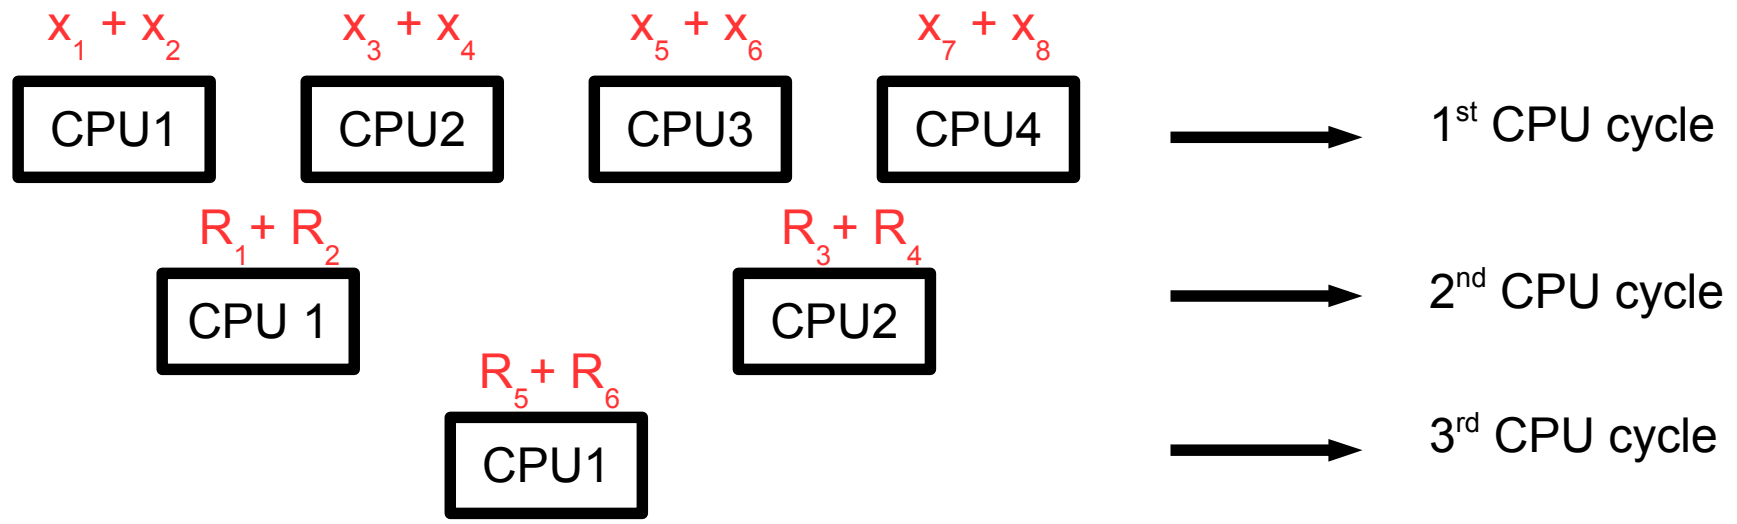 x₁ + x₂ x₃ + x₄ x₅ + x₆ x₇ + x₈
CPU1 CPU2 CPU3 CPU4 1ˢᵗ CPU cycle
R₁+ R₂ R₃+ R₄
CPU 1 CPU2 2ⁿᵈ CPU cycle
R₅+ R₆
CPU1 3ʳᵈ CPU cycle